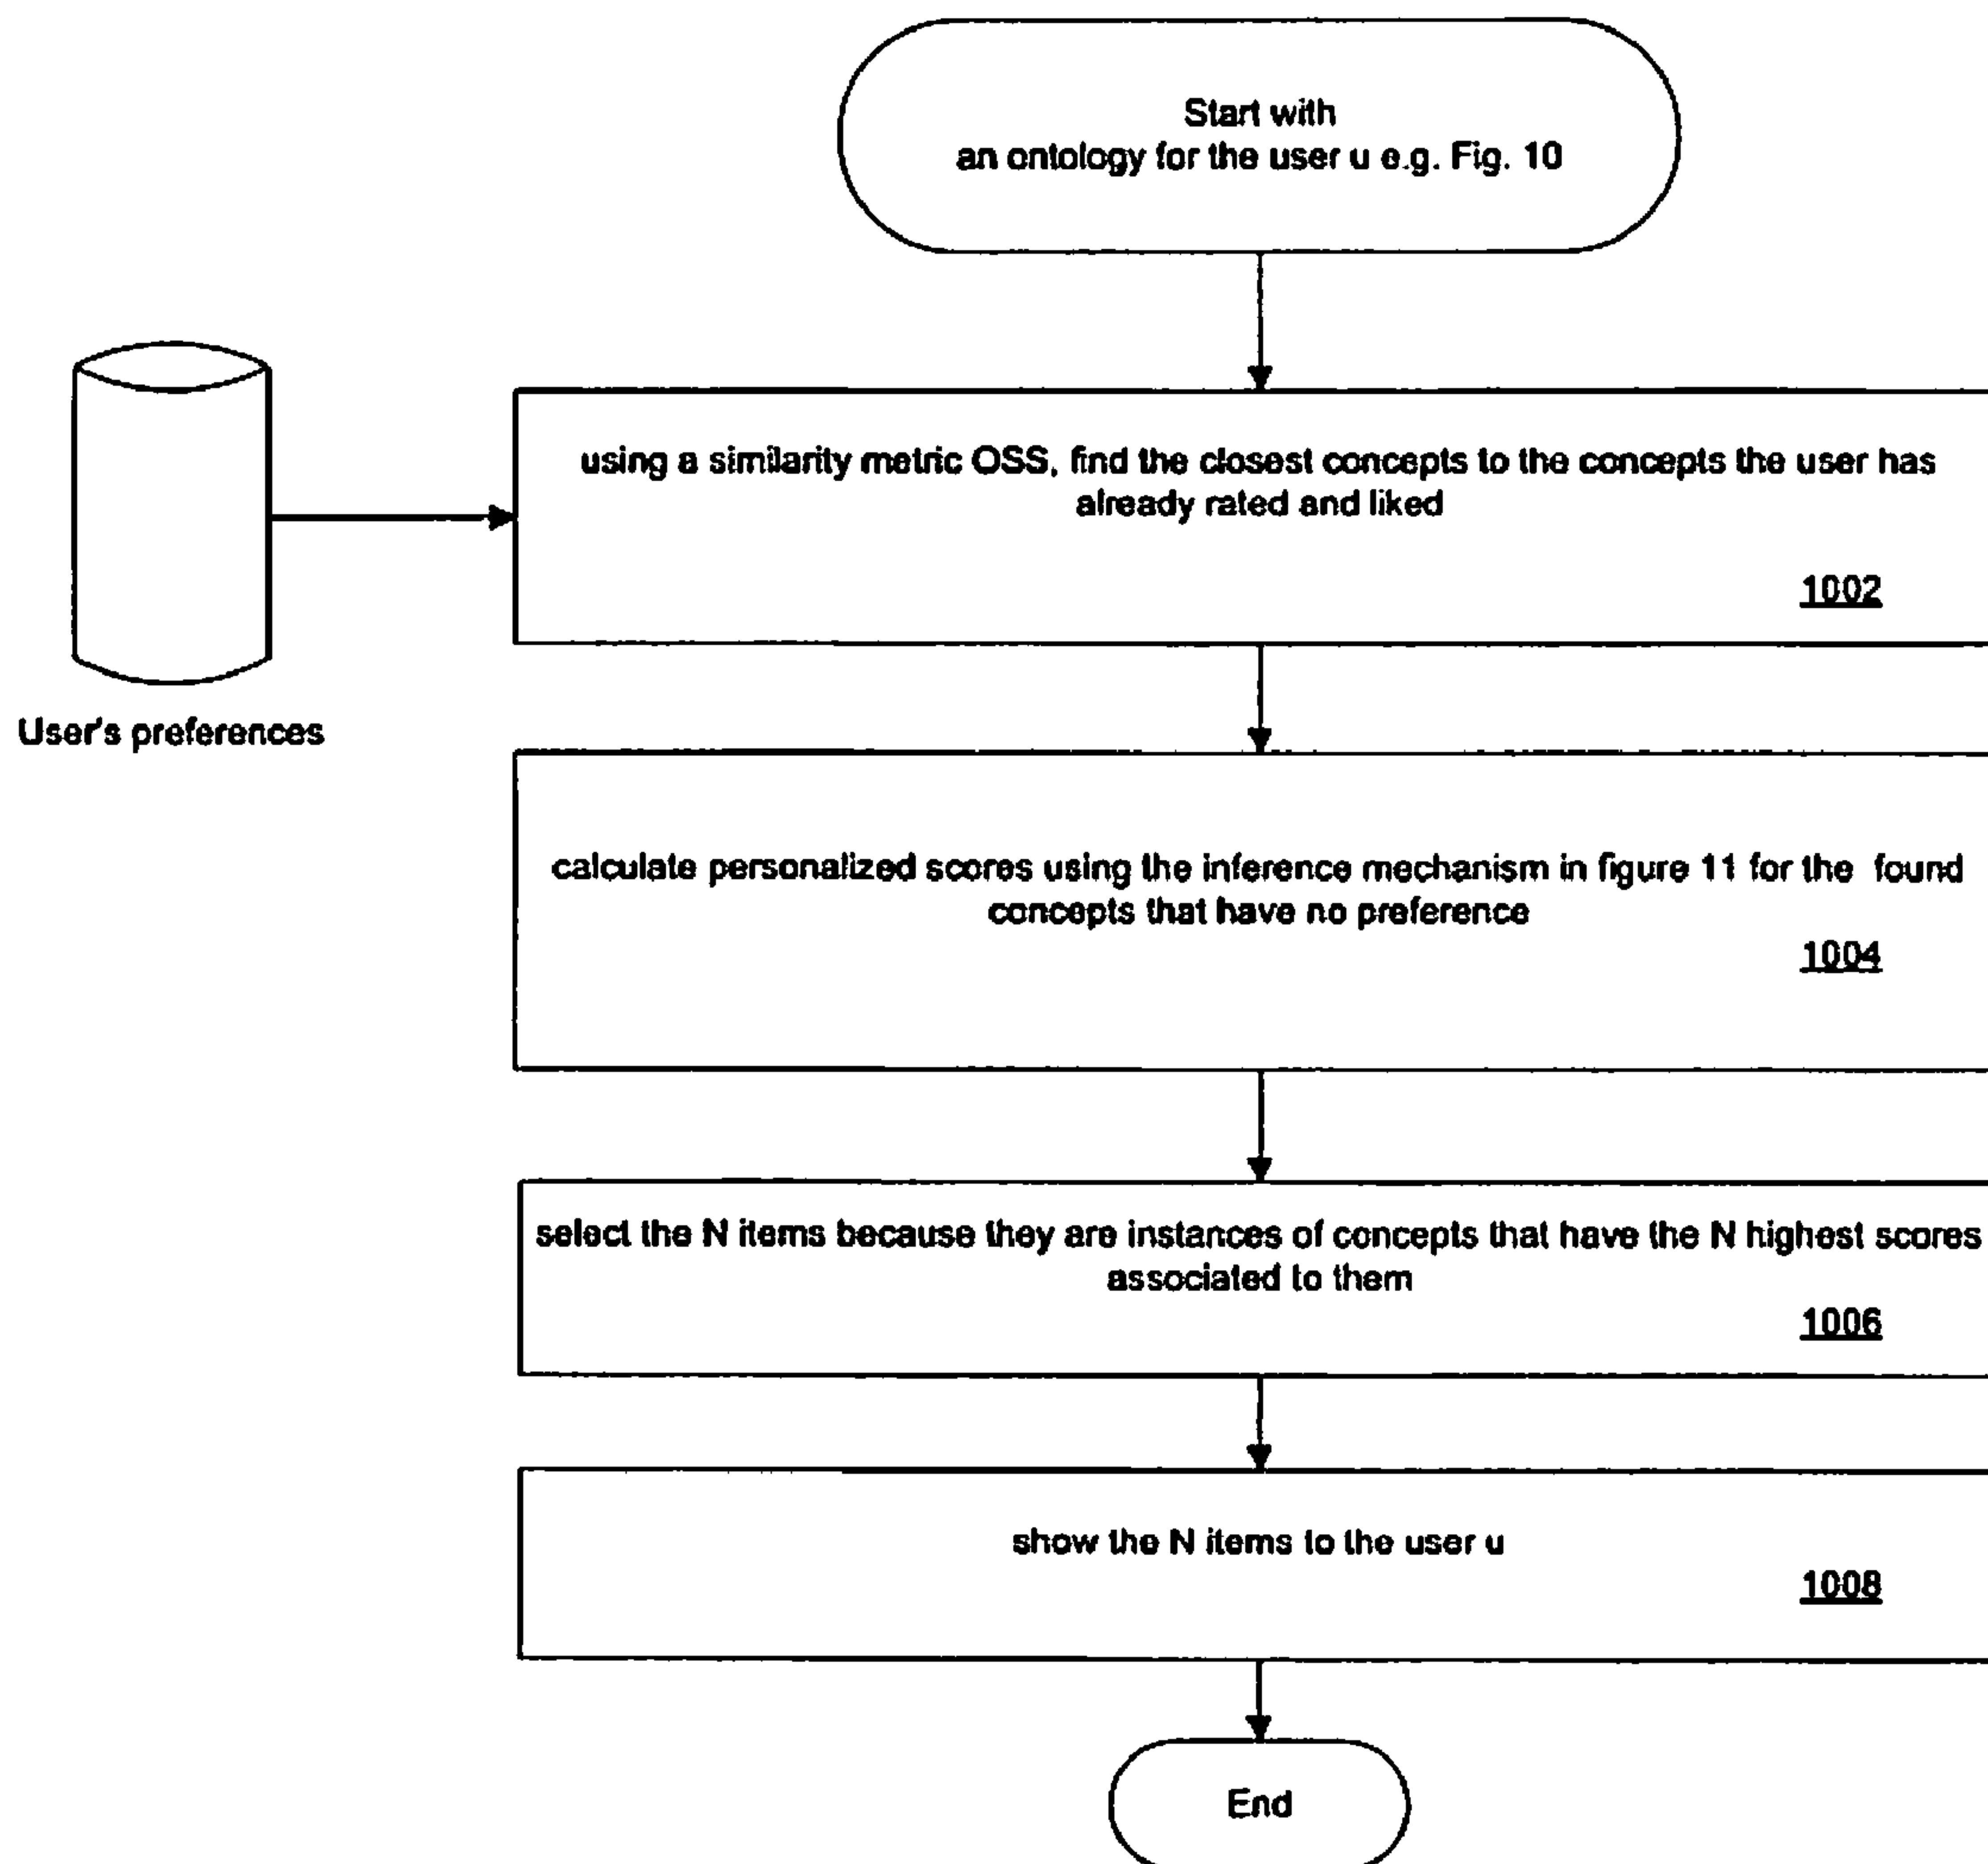 Start with
an ontology for the user u e.g. Fig. 10
using a similarity metric OSS, find the closest concepts to the concepts the user has
already rated and liked
1002
User's preferences
calculate personalized scores using the inference mechanism in figure 11 for the found
concepts that have no preference
1004
select the N items because they are instances of concepts that have the N highest scores
associated to them
1006
show the N items to the user u
1008
End